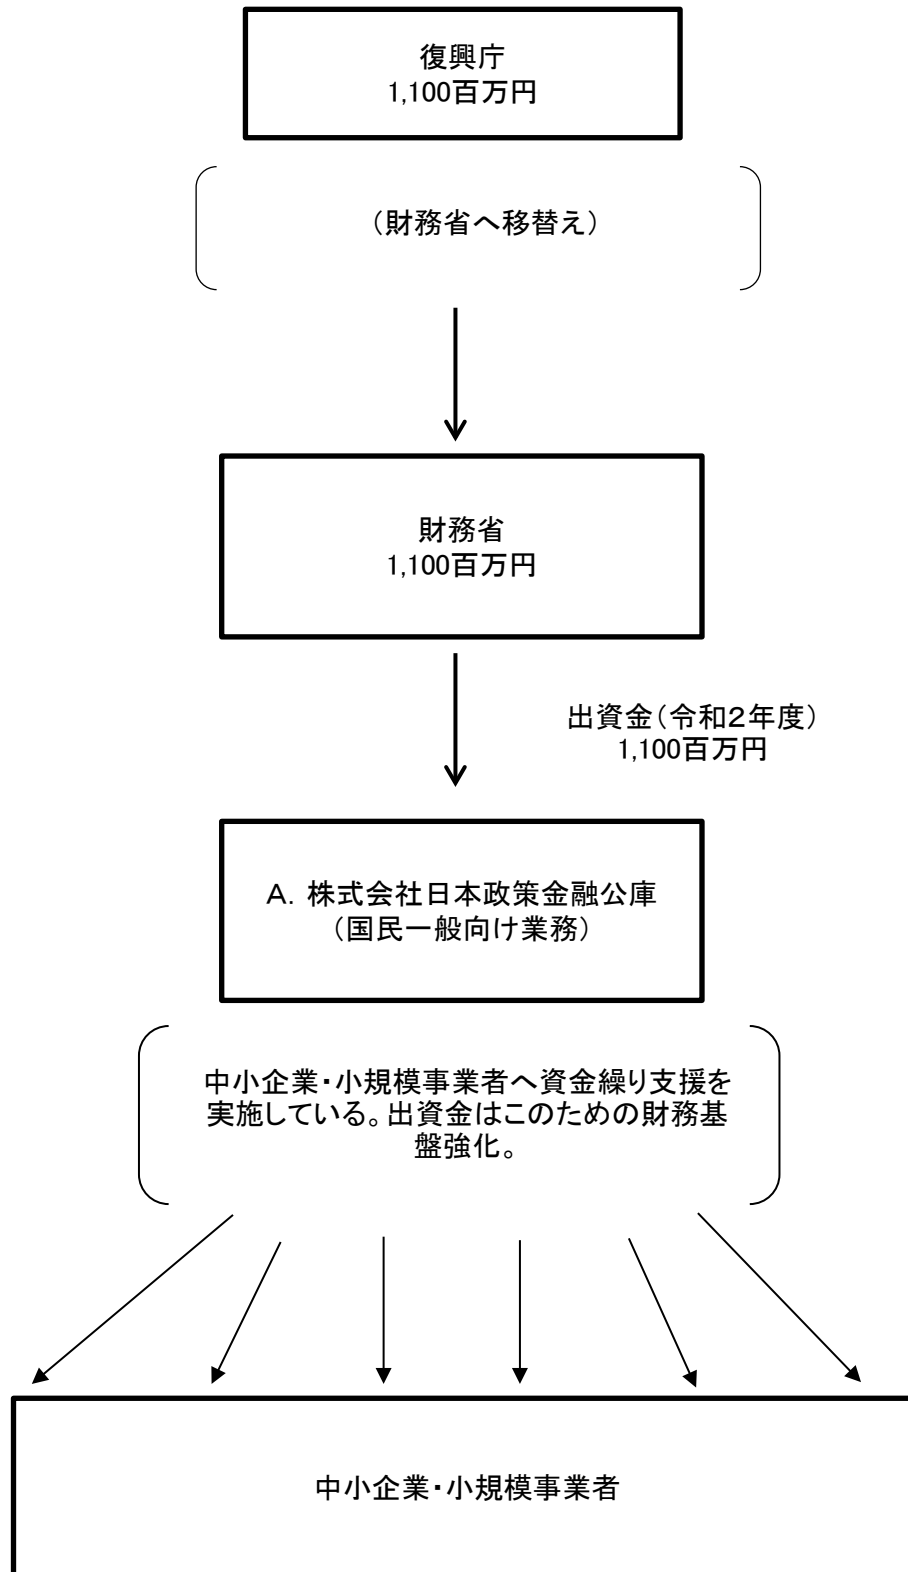 復興庁
1,100百万円
（財務省へ移替え）
財務省
1,100百万円
出資金（令和２年度）
1,100百万円
Ａ．株式会社日本政策金融公庫
（国民一般向け業務）
中小企業・小規模事業者へ資金繰り支援を
実施している。出資金はこのための財務基
盤強化。
中小企業・小規模事業者